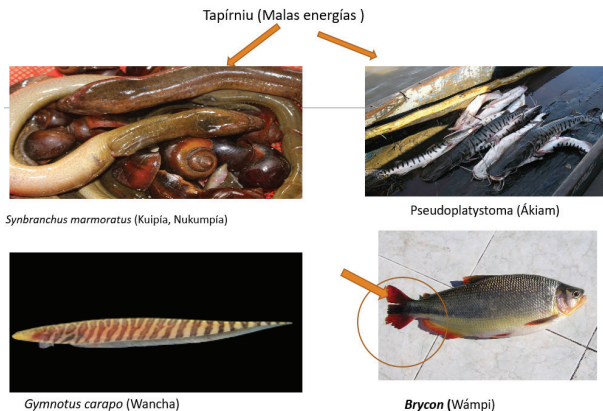 Tapírniu (Malas energías )
Synbranchus marmoratus (Kuipía, Nukumpía)
Pseudoplatystoma (Ákiam)
Gymnotus carapo (Wancha)
Brycon (Wámpi)